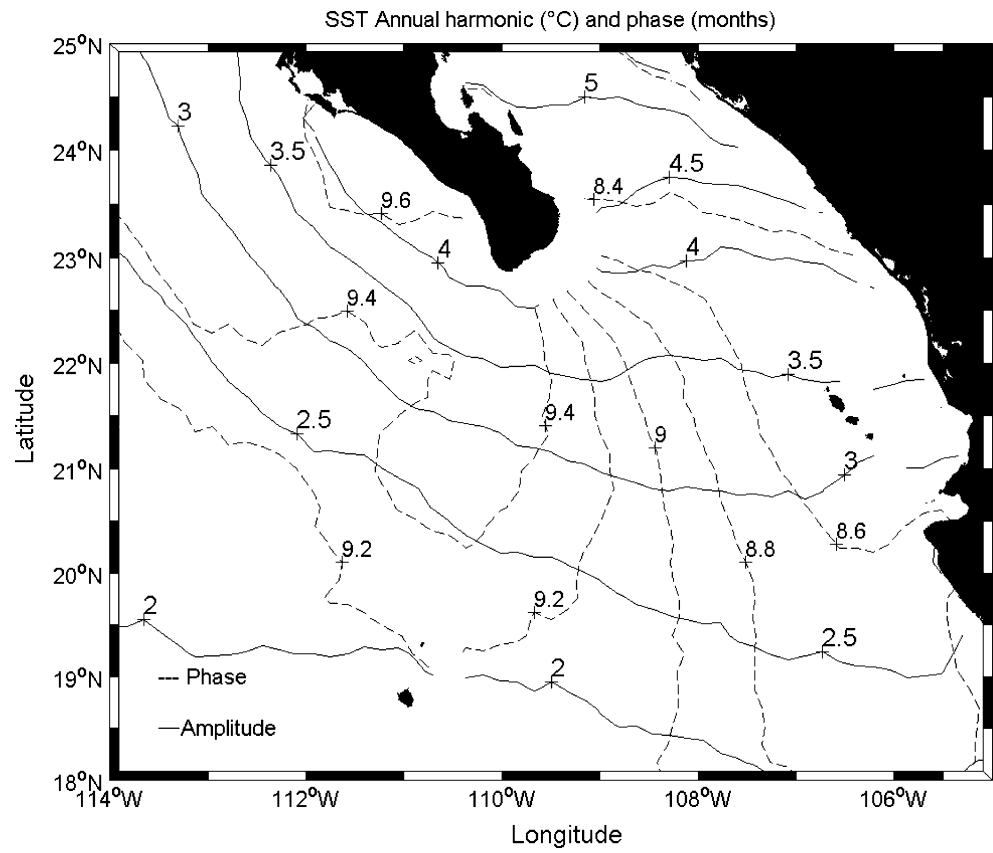 SST Annual harmonic (°C) and phase (months)
25°N
5
3
24°N
3.5
4.5
8.4
9.6
4
4
23°N
9.4
3.5
22°N
9.4
2.5
9
3
21°N
8.6
9.2
8.8
20°N
9.2
2
2.5
2
19°N
Phase
Amplitude
18°N
114°W
112°W
110°W
108°W
106°W
Latitude
Longitude